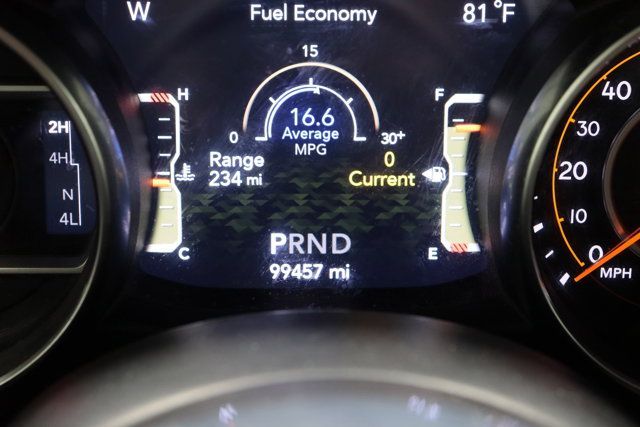 W Fuel Economy 81°F
15
H F
40
2H 16.6 30
Average
0 MPG 30+
4H Range 0
234 mi Current 20
N
4L 10
PRND
C E 0
99457 mi MPH